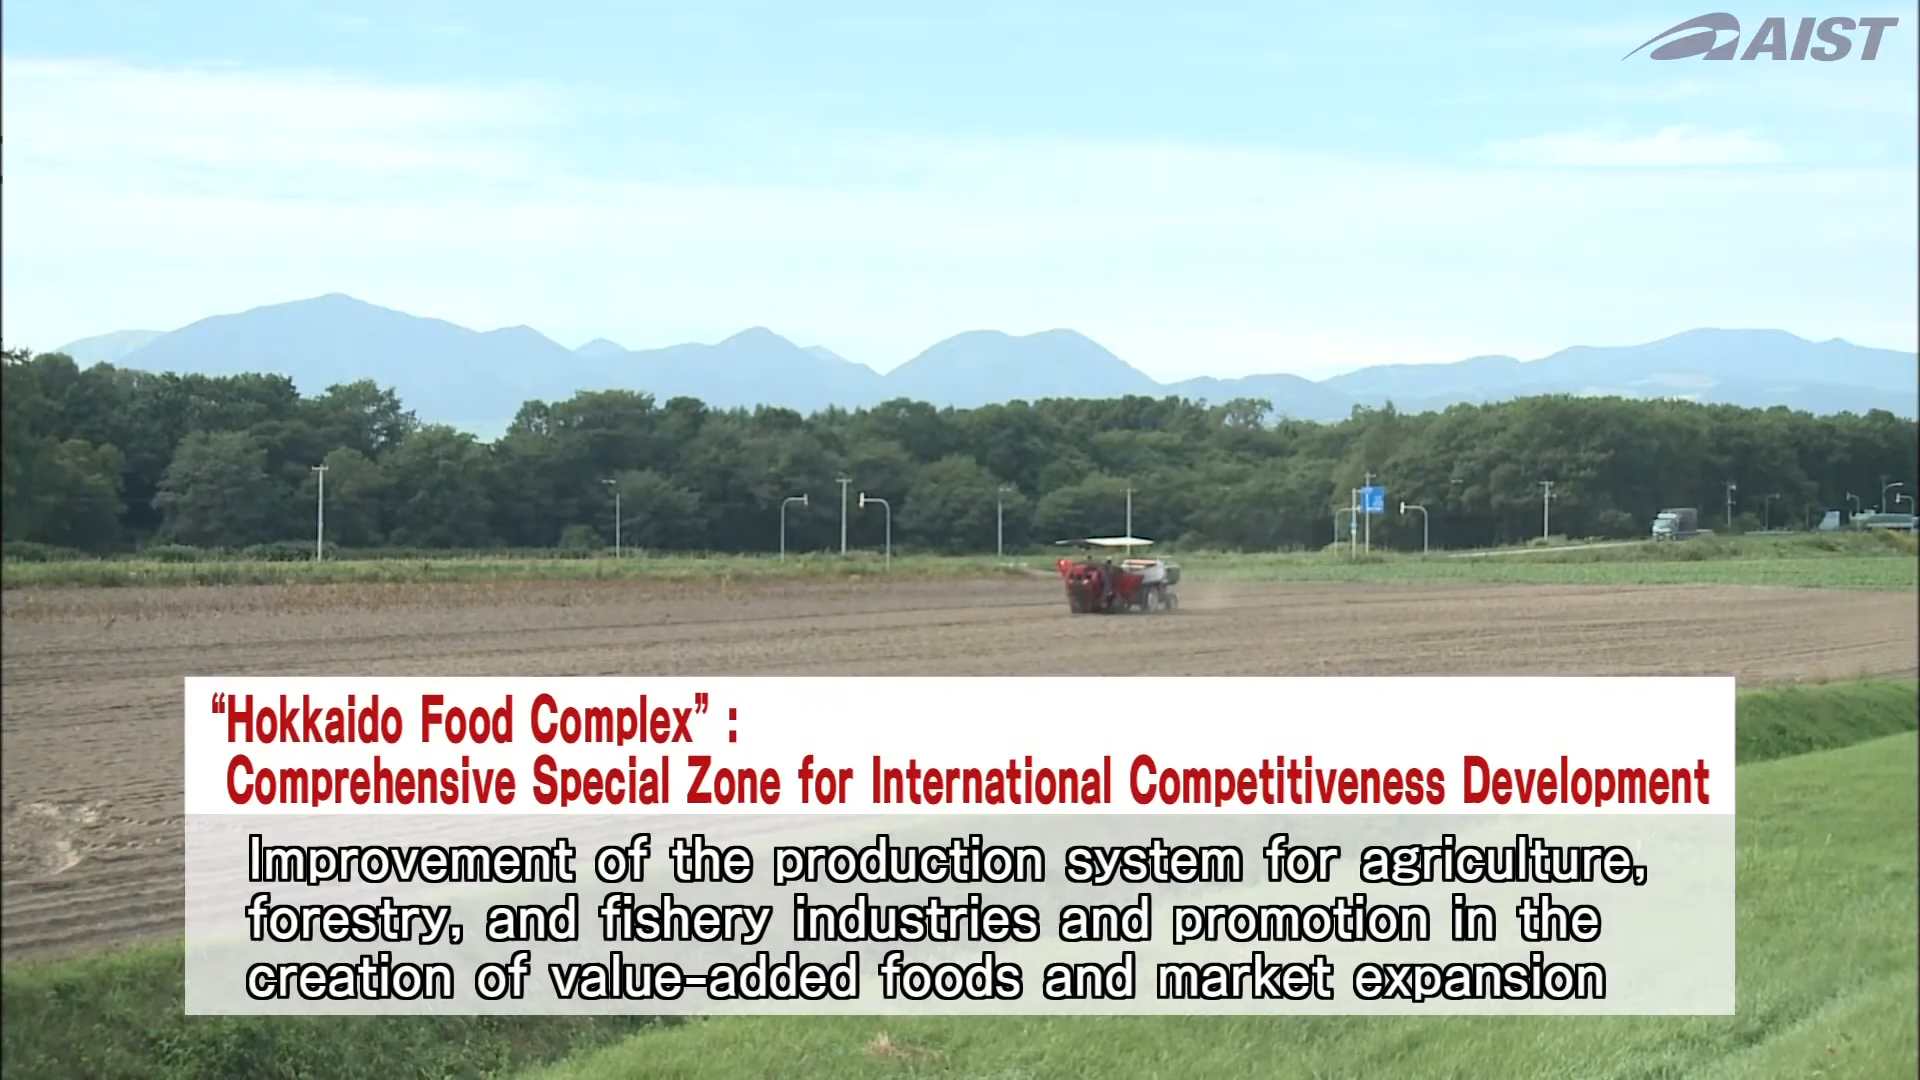 AIST
“Hokkaido Food Complex” :
Comprehensive Special Zone for International Competitiveness Development
Improvement of the production system for agriculture,
forestry, and fishery industries and promotion in the
creation of value-added foods and market expansion